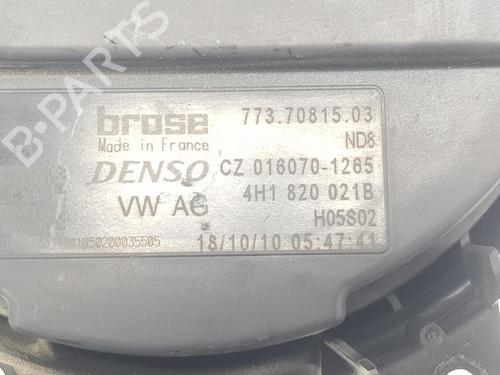 brose 773.70815.03
Made in France ND8
DENSO CZ 016070-1265
VW AG 4H1 820 021B
H05S02
18/10/10 05:47:41
B-PARTS